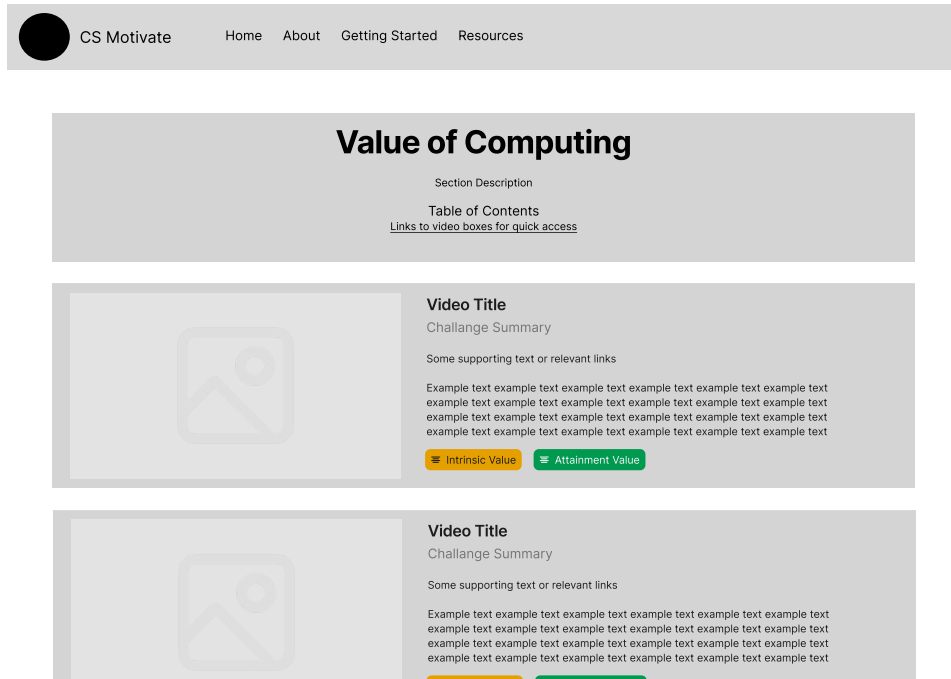 CS Motivate
Home About Getting Started Resources
Value of Computing
Section Description
Table of Contents
Links to video boxes for quick access
Video Title
Challange Summary
Some supporting text or relevant links
Example text example text example text example text example text example text
example text example text example text example text example text example text
example text example text example text example text example text example text
example text example text example text example text example text example text
Intrinsic Value
Attainment Value
Video Title
Challange Summary
Some supporting text or relevant links
Example text example text example text example text example text example text
example text example text example text example text example text example text
example text example text example text example text example text example text
example text example text example text example text example text example text